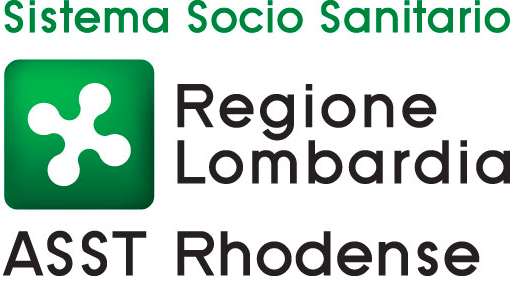 Sistema Socio Sanitario
Regione
Lombardia
ASST Rhodense